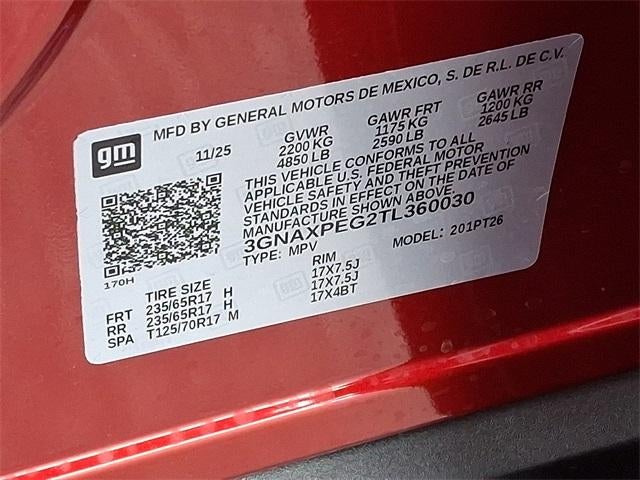 MFD BY GENERAL MOTORS DE MEXICO, S. DE R.L. DE C.V.
gm
11/25
GVWR GAWR FRT GAWR RR
2200 KG 1175 KG 1200 KG
4850 LB 2590 LB 2645 LB
THIS VEHICLE CONFORMS TO ALL
APPLICABLE U.S. FEDERAL MOTOR
VEHICLE SAFETY AND THEFT PREVENTION
STANDARDS IN EFFECT ON THE DATE OF
MANUFACTURE SHOWN ABOVE.
3GNAXPEG2TL360030
TYPE: MPV MODEL: 201PT26
170H
TIRE SIZE RIM
FRT 235/65R17 H 17X7.5J
RR 235/65R17 H 17X7.5J
SPA T125/70R17 M 17X4BT